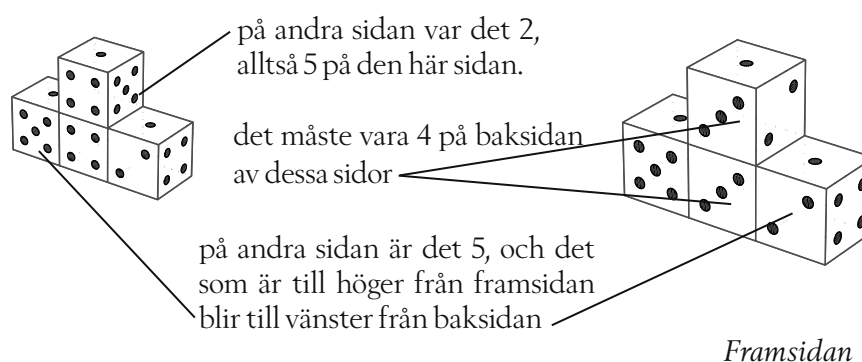 på andra sidan var det 2,
alltså 5 på den här sidan.
det måste vara 4 på baksidan
av dessa sidor
på andra sidan är det 5, och det
som är till höger från framsidan
blir till vänster från baksidan
Framsidan